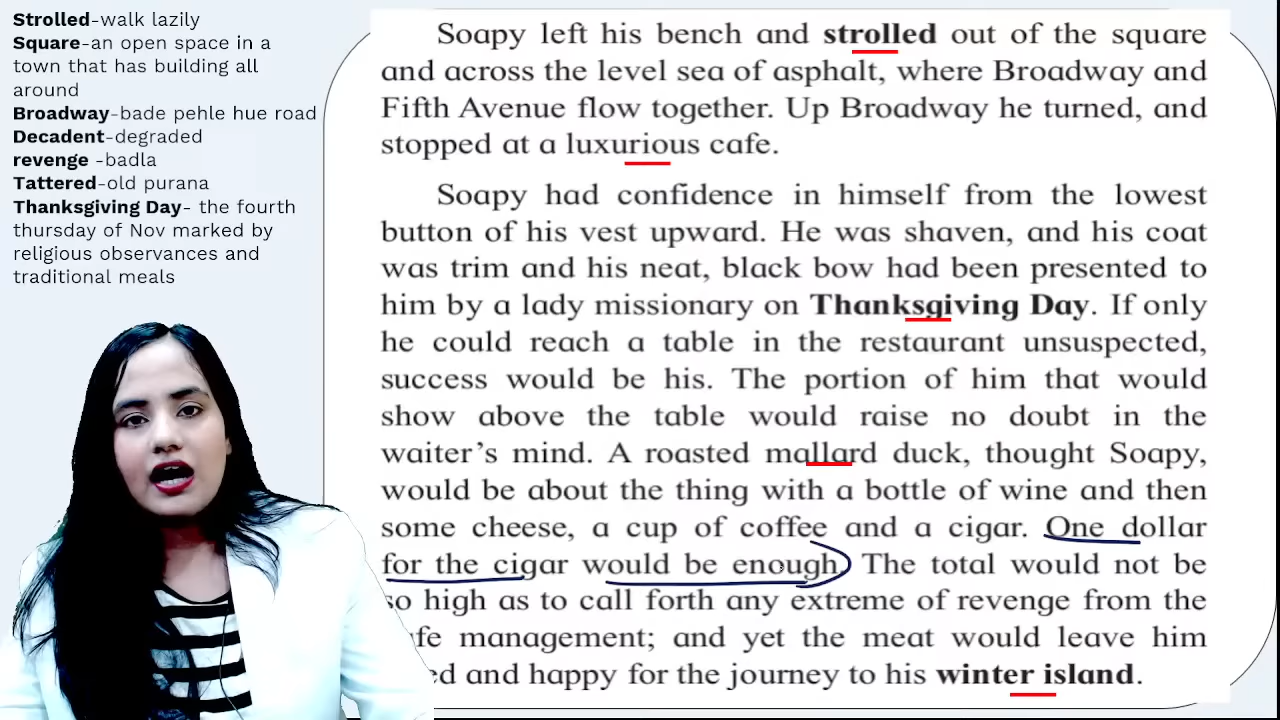 Strolled-walk lazily
Square-an open space in a
town that has building all
around
Broadway-bade pehle hue road
Decadent-degraded
revenge -badla
Tattered-old purana
Thanksgiving Day- the fourth
thursday of Nov marked by
religious observances and
traditional meals
Soapy left his bench and strolled out of the square
and across the level sea of asphalt, where Broadway and
Fifth Avenue flow together. Up Broadway he turned, and
stopped at a luxurious cafe.
Soapy had confidence in himself from the lowest
button of his vest upward. He was shaven, and his coat
was trim and his neat, black bow had been presented to
him by a lady missionary on Thanksgiving Day. If only
he could reach a table in the restaurant unsuspected,
success would be his. The portion of him that would
show above the table would raise no doubt in the
waiter's mind. A roasted mallard duck, thought Soapy,
would be about the thing with a bottle of wine and then
some cheese, a cup of coffee and a cigar. One dollar
for the cigar would be enough. The total would not be
so high as to call forth any extreme of revenge from the
management; and yet the meat would leave him
and happy for the journey to his winter island.